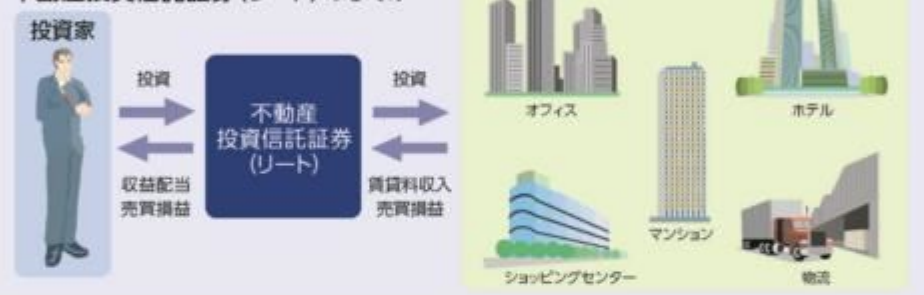 投資家
投資
不動産
投資信託証券
(リート)
収益配当
売買損益
投資
賃貸料収入
売買損益
オフィス
ホテル
マンション
ショッピングセンター
物流